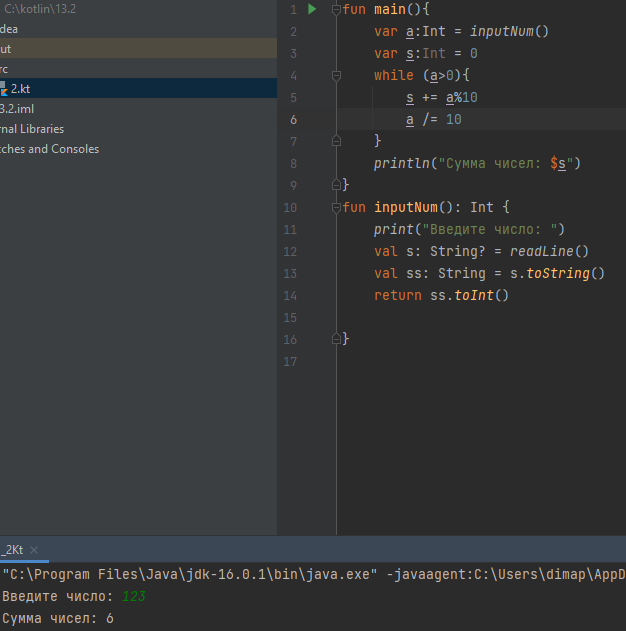 C:\kotlin\13.2
dea
ut
rc
2.kt
3.2.iml
rnal Libraries
tches and Consoles
1 fun main(){
2 var a:Int = inputNum()
3 var s:Int = 0
4 while (a>0){
5 s += a%10
6 a /= 10
7 }
8 println("Сумма чисел: $s")
9 }
10 fun inputNum(): Int {
11 print("Введите число: ")
12 val s: String? = readLine()
13 val ss: String = s.toString()
14 return ss.toInt()
15
16 }
17
_2Kt ×
"C:\Program Files\Java\jdk-16.0.1\bin\java.exe" -javaagent:C:\Users\dimap\AppD
Введите число: 123
Сумма чисел: 6